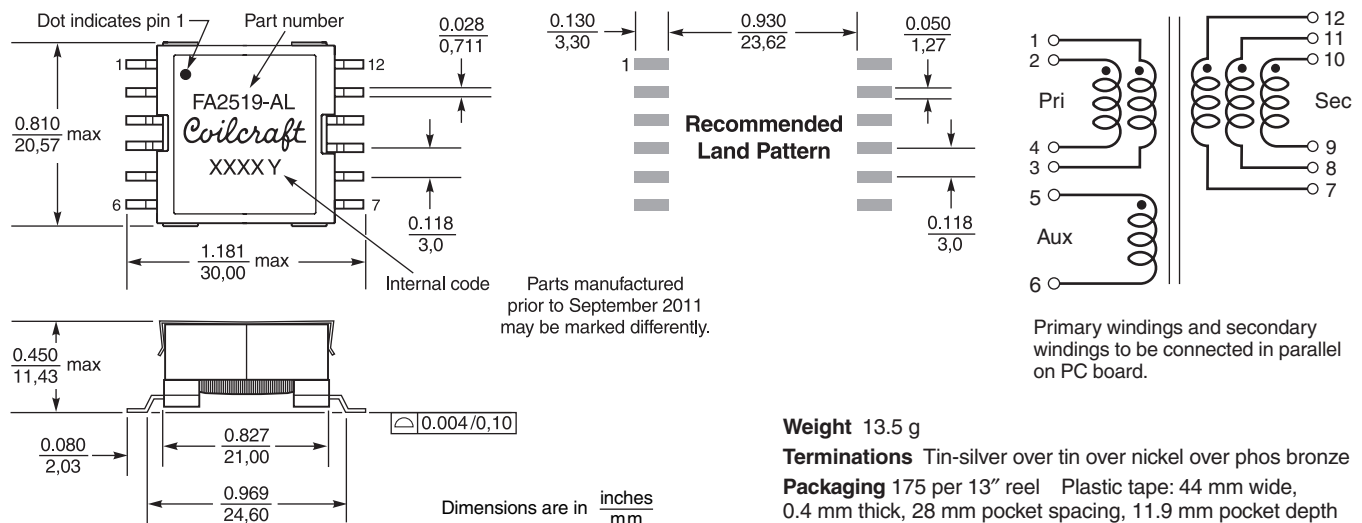 Dot indicates pin 1
Part number
1
12
FA2519-AL
Coilcraft
XXXX Y
6
7
0.810
20,57
max
0.028
0,711
0.118
3,0
1.181
30,00
max
Internal code
0.130
3,30
0.930
23,62
0.050
1,27
1
Recommended
Land Pattern
0.118
3,0
Parts manufactured
prior to September 2011
may be marked differently.
1
2
Pri
4
3
5
Aux
6
12
11
10
Sec
9
8
7
Primary windings and secondary
windings to be connected in parallel
on PC board.
0.450
11,43
max
0.004/0,10
0.080
2,03
0.827
21,00
0.969
24,60
Dimensions are in inches
mm
Weight 13.5 g
Terminations Tin-silver over tin over nickel over phos bronze
Packaging 175 per 13″ reel Plastic tape: 44 mm wide,
0.4 mm thick, 28 mm pocket spacing, 11.9 mm pocket depth